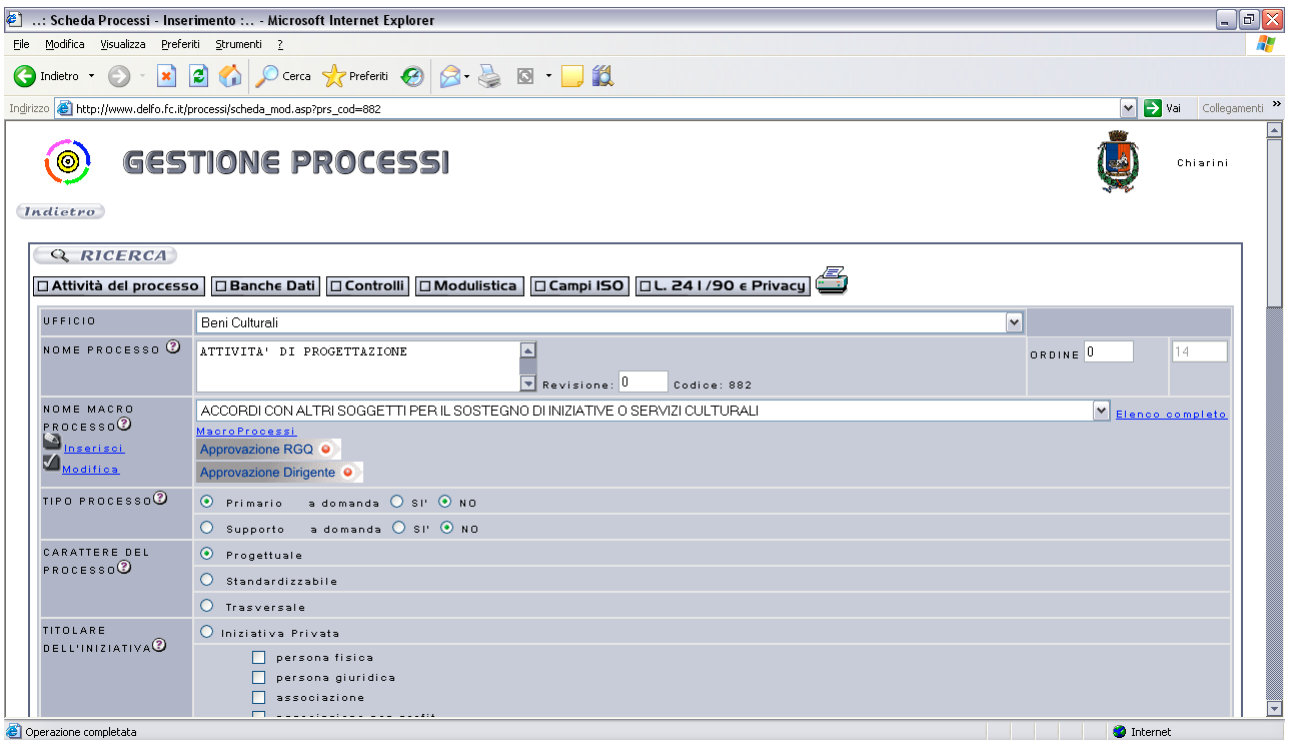 ..: Scheda Processi - Inserimento :.. - Microsoft Internet Explorer
File Modifica Visualizza Preferiti Strumenti ?
Indietro Cerca Preferiti
Indirizzo http://www.delfo.fc.it/processi/scheda_mod.asp?prs_cod=882 Vai Collegamenti »
GESTIONE PROCESSI
Chiarini
Indietro
RICERCA
Attività del processo Banche Dati Controlli Modulistica Campi ISO L. 241/90 e Privacy
UFFICIO Beni Culturali
NOME PROCESSO ? ATTIVITA' DI PROGETTAZIONE ORDINE 0 14
Revisione: 0 Codice: 882
NOME MACRO PROCESSO ? ACCORDI CON ALTRI SOGGETTI PER IL SOSTEGNO DI INIZIATIVE O SERVIZI CULTURALI Elenco completo
MacroProcessi
Inserisci Approvazione RGQ
Modifica Approvazione Dirigente
TIPO PROCESSO ? Primario a domanda SI' NO
Supporto a domanda SI' NO
CARATTERE DEL PROCESSO ? Progettuale
Standardizzabile
Trasversale
TITOLARE DELL'INIZIATIVA ? Iniziativa Privata
persona fisica
persona giuridica
associazione
Operazione completata Internet